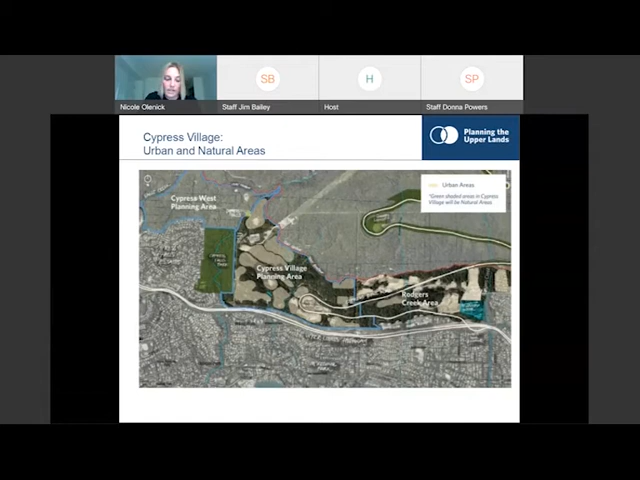 SB
H
SP
Nicole Olenick
Staff Jim Bailey
Host
Staff Donna Powers
Cypress Village:
Urban and Natural Areas
Planning the
Upper Lands
Urban Areas
*Green shaded areas in Cypress
Village will be Natural Areas
Cypress West
Planning Area
Cypress Village
Planning Area
Rodgers
Creek Area